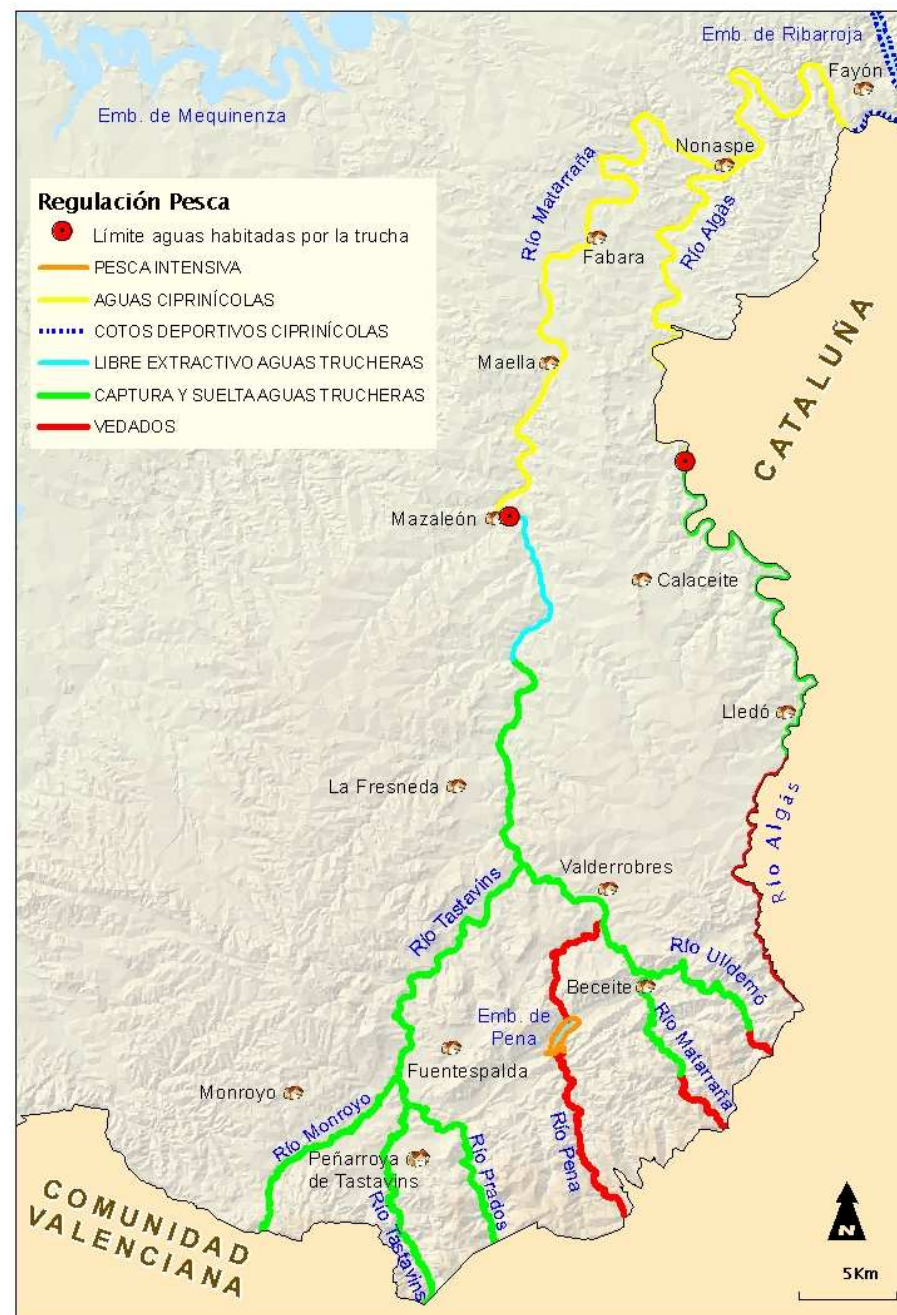 Emb. de Ribarroja
Fayón
Emb. de Mequinenza
Nonaspe
Río Matarraña
Regulación Pesca
Límite aguas habitadas por la trucha
PESCA INTENSIVA
AGUAS CIPRINÍCOLAS
COTOS DEPORTIVOS CIPRINÍCOLAS
LIBRE EXTRACTIVO AGUAS TRUCHERAS
CAPTURA Y SUELTA AGUAS TRUCHERAS
VEDADOS
Río Algàs
Fabara
Maella
CATALUÑA
Mazaleón
Calaceite
Lledó
La Fresneda
Río Algás
Valderrobres
Río Tastavíns
Río Ulldemó
Beceite
Emb. de
Pena
Río Matarraña
Fuentespalda
Monroyo
Río Monroyo
Río Pena
Peñarroya
de Tastavins
Río Prados
Río Tastavins
COMUNIDAD
VALENCIANA
N
5Km